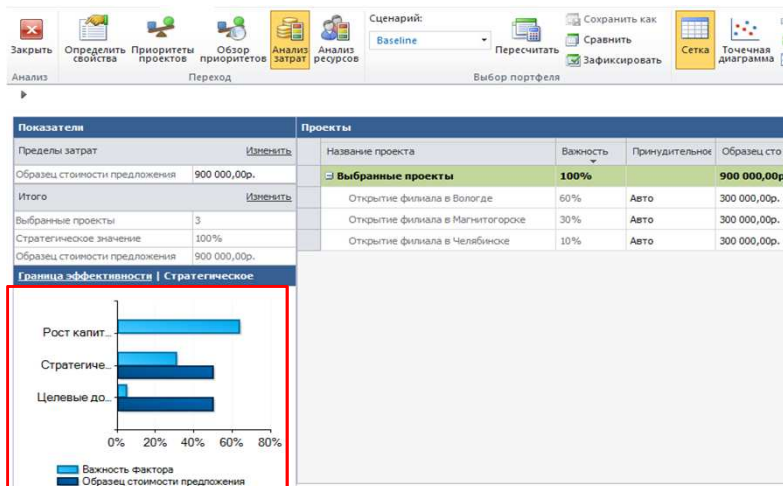 Сценарий:
Baseline
Закрыть
Определить свойства
Приоритеты проектов
Обзор приоритетов
Анализ затрат
Анализ ресурсов
Пересчитать
Сохранить как
Сравнить
Зафиксировать
Сетка
Точечная диаграмма
Анализ
Переход
Выбор портфеля
Показатели
Проекты
Пределы затрат Изменить
Название проекта Важность Принудительное Образец сто
Образец стоимости предложения 900 000,00р.
Выбранные проекты 100% 900 000,00р
Итого Изменить
Открытие филиала в Вологде 60% Авто 300 000,00р.
Выбранные проекты 3
Открытие филиала в Магнитогорске 30% Авто 300 000,00р.
Стратегическое значение 100%
Открытие филиала в Челябинске 10% Авто 300 000,00р.
Образец стоимости предложения 900 000,00р.
Граница эффективности | Стратегическое
Рост капит...
Стратегиче...
Целевые до...
0% 20% 40% 60% 80%
Важность фактора
Образец стоимости предложения